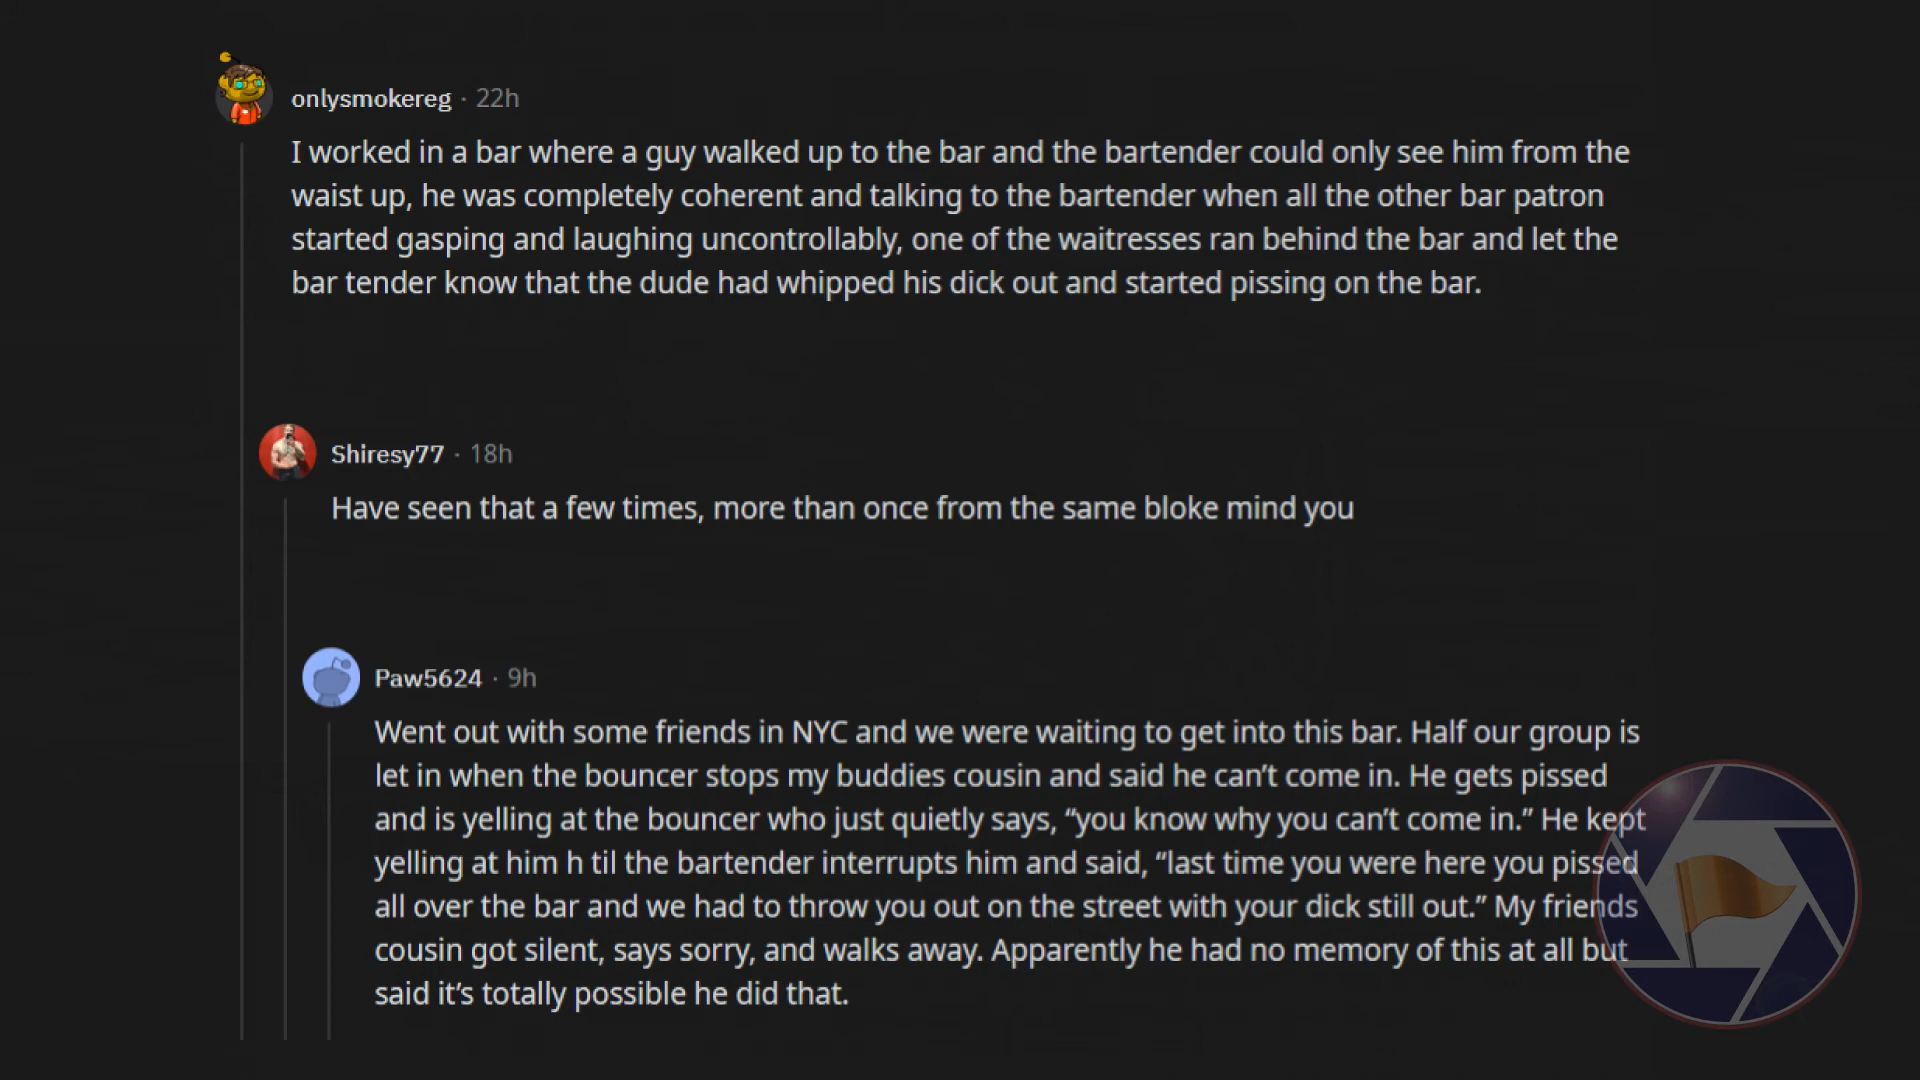 onlysmokereg · 22h
I worked in a bar where a guy walked up to the bar and the bartender could only see him from the
waist up, he was completely coherent and talking to the bartender when all the other bar patron
started gasping and laughing uncontrollably, one of the waitresses ran behind the bar and let the
bar tender know that the dude had whipped his dick out and started pissing on the bar.
Shiresy77 · 18h
Have seen that a few times, more than once from the same bloke mind you
Paw5624 · 9h
Went out with some friends in NYC and we were waiting to get into this bar. Half our group is
let in when the bouncer stops my buddies cousin and said he can’t come in. He gets pissed
and is yelling at the bouncer who just quietly says, “you know why you can’t come in.” He kept
yelling at him h til the bartender interrupts him and said, “last time you were here you pissed
all over the bar and we had to throw you out on the street with your dick still out.” My friends
cousin got silent, says sorry, and walks away. Apparently he had no memory of this at all but
said it’s totally possible he did that.